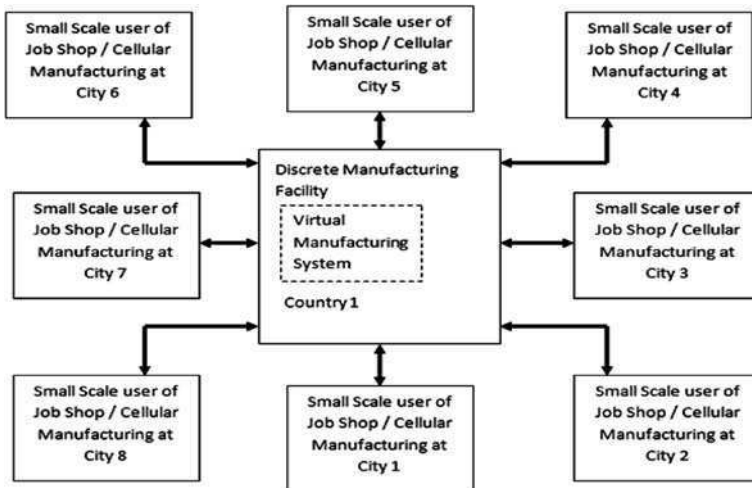 Small Scale user of
Job Shop / Cellular
Manufacturing at
City 6
Small Scale user of
Job Shop / Cellular
Manufacturing at
City 5
Small Scale user of
Job Shop / Cellular
Manufacturing at
City 4
Small Scale user of
Job Shop / Cellular
Manufacturing at
City 7
Discrete Manufacturing
Facility
Virtual
Manufacturing
System
Country 1
Small Scale user of
Job Shop / Cellular
Manufacturing at
City 3
Small Scale user of
Job Shop / Cellular
Manufacturing at
City 8
Small Scale user of
Job Shop / Cellular
Manufacturing at
City 1
Small Scale user of
Job Shop / Cellular
Manufacturing at
City 2